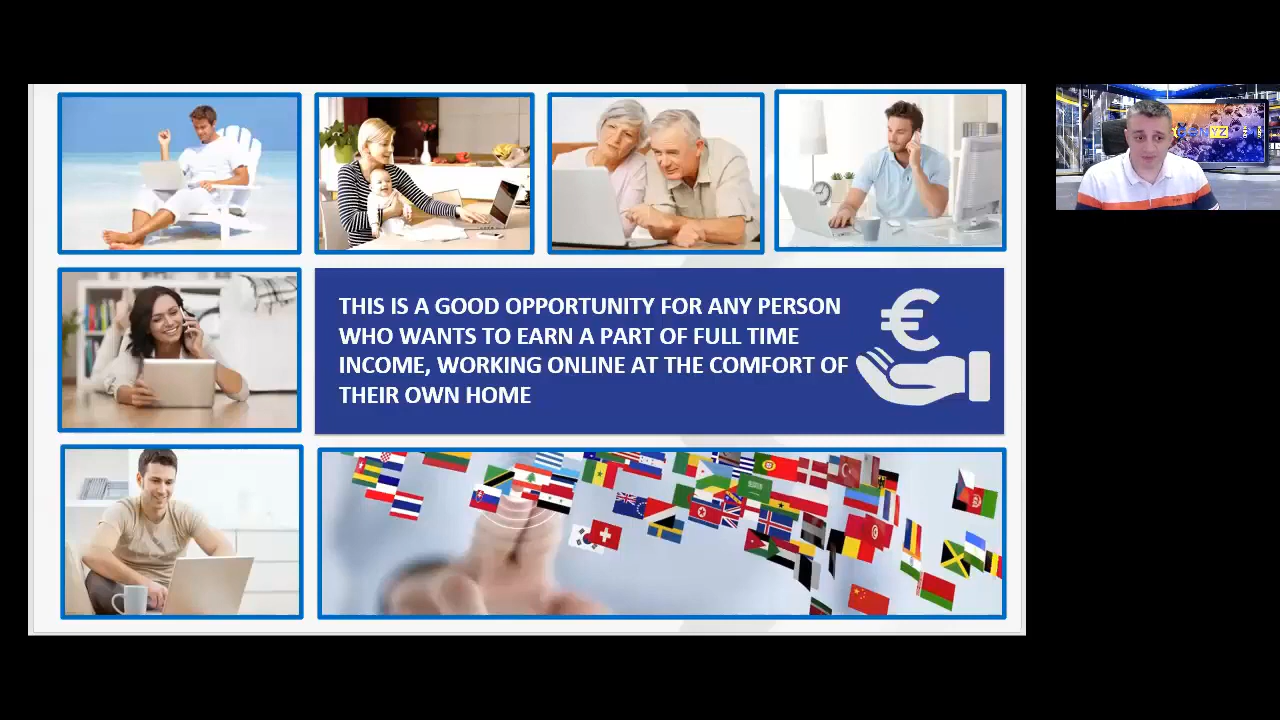 THIS IS A GOOD OPPORTUNITY FOR ANY PERSON
WHO WANTS TO EARN A PART OF FULL TIME
INCOME, WORKING ONLINE AT THE COMFORT OF
THEIR OWN HOME